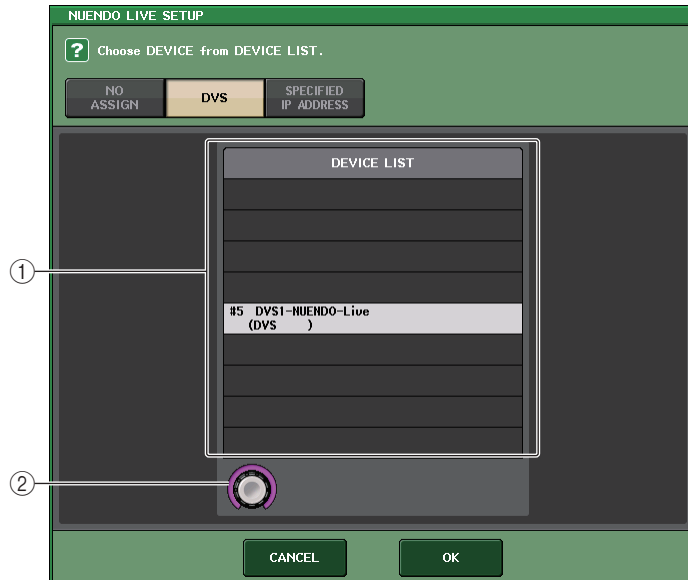 NUENDO LIVE SETUP
? Choose DEVICE from DEVICE LIST.
NO ASSIGN
DVS
SPECIFIED IP ADDRESS
DEVICE LIST
①
#5 DVS1-NUENDO-Live
(DVS )
②
CANCEL
OK